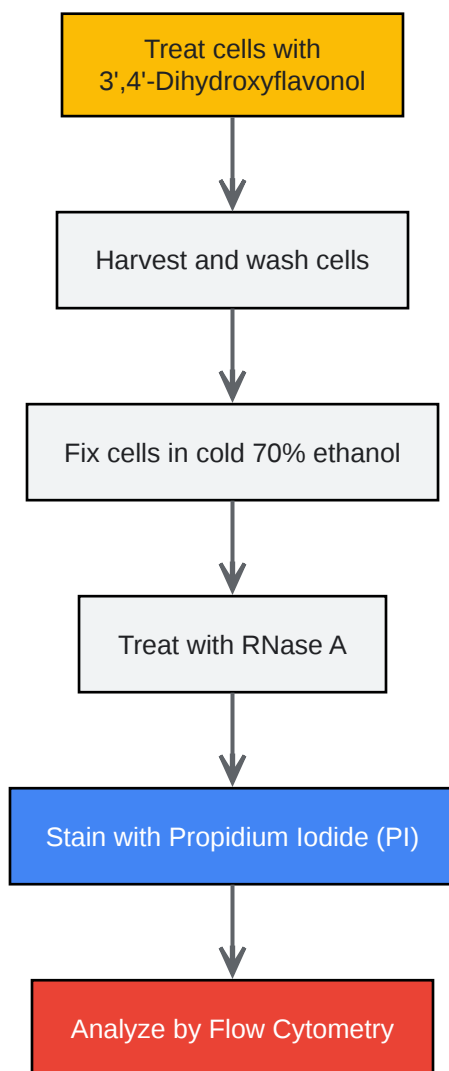 Treat cells with
3',4'-Dihydroxyflavonol
Harvest and wash cells
Fix cells in cold 70% ethanol
Treat with RNase A
Stain with Propidium Iodide (PI)
Analyze by Flow Cytometry